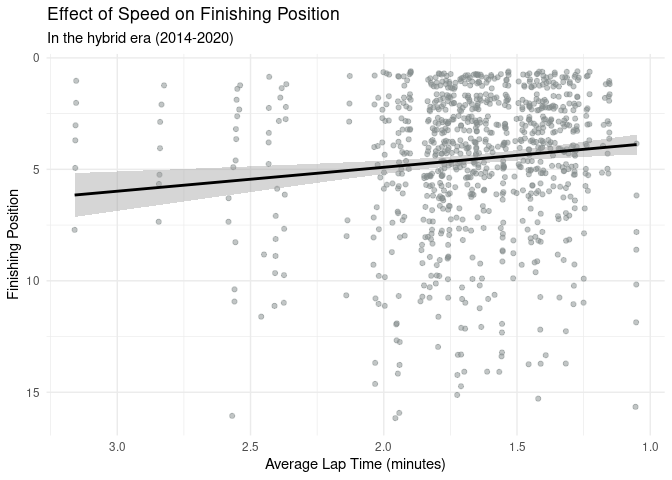 Effect of Speed on Finishing Position
In the hybrid era (2014-2020)
0
5
10
15
Finishing Position
3.0 2.5 2.0 1.5 1.0
Average Lap Time (minutes)